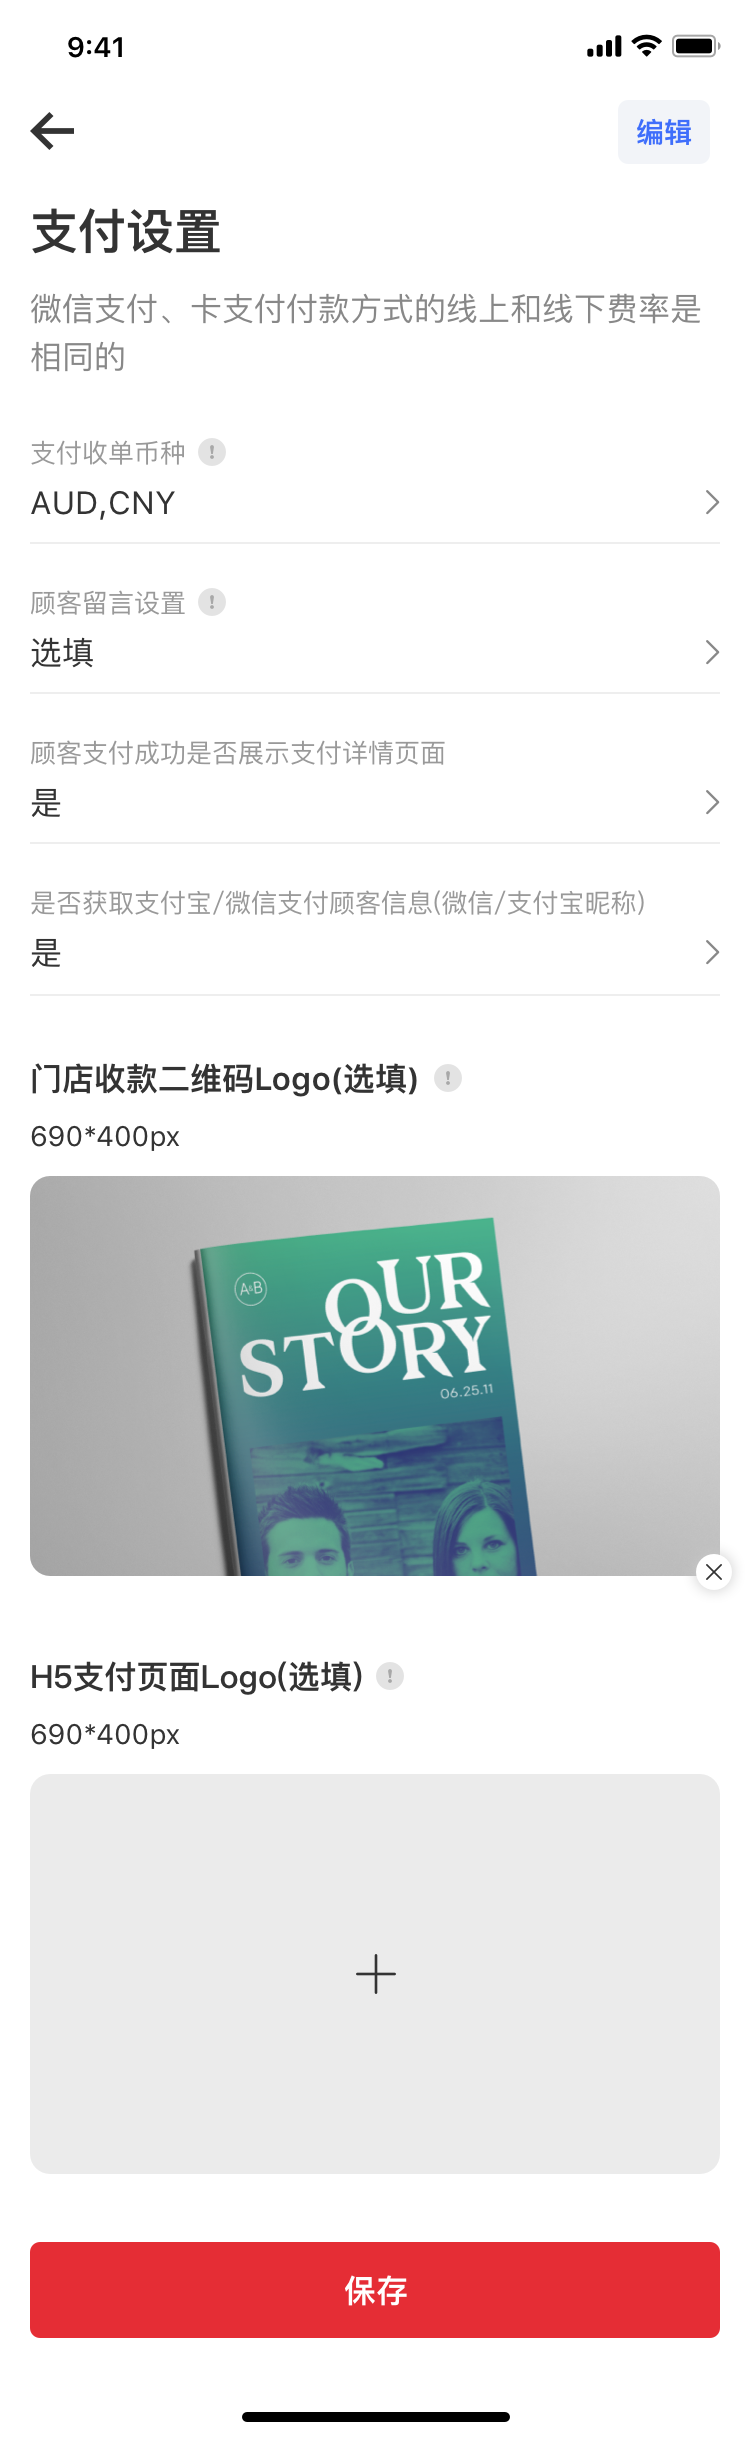 9:41
编辑
支付设置
微信支付、卡支付付款方式的线上和线下费率是
相同的
支付收单币种
AUD,CNY
顾客留言设置
选填
顾客支付成功是否展示支付详情页面
是
是否获取支付宝/微信支付顾客信息(微信/支付宝昵称)
是
门店收款二维码Logo(选填)
690*400px
A&B
OUR
STORY
06.25.11
H5支付页面Logo(选填)
690*400px
保存